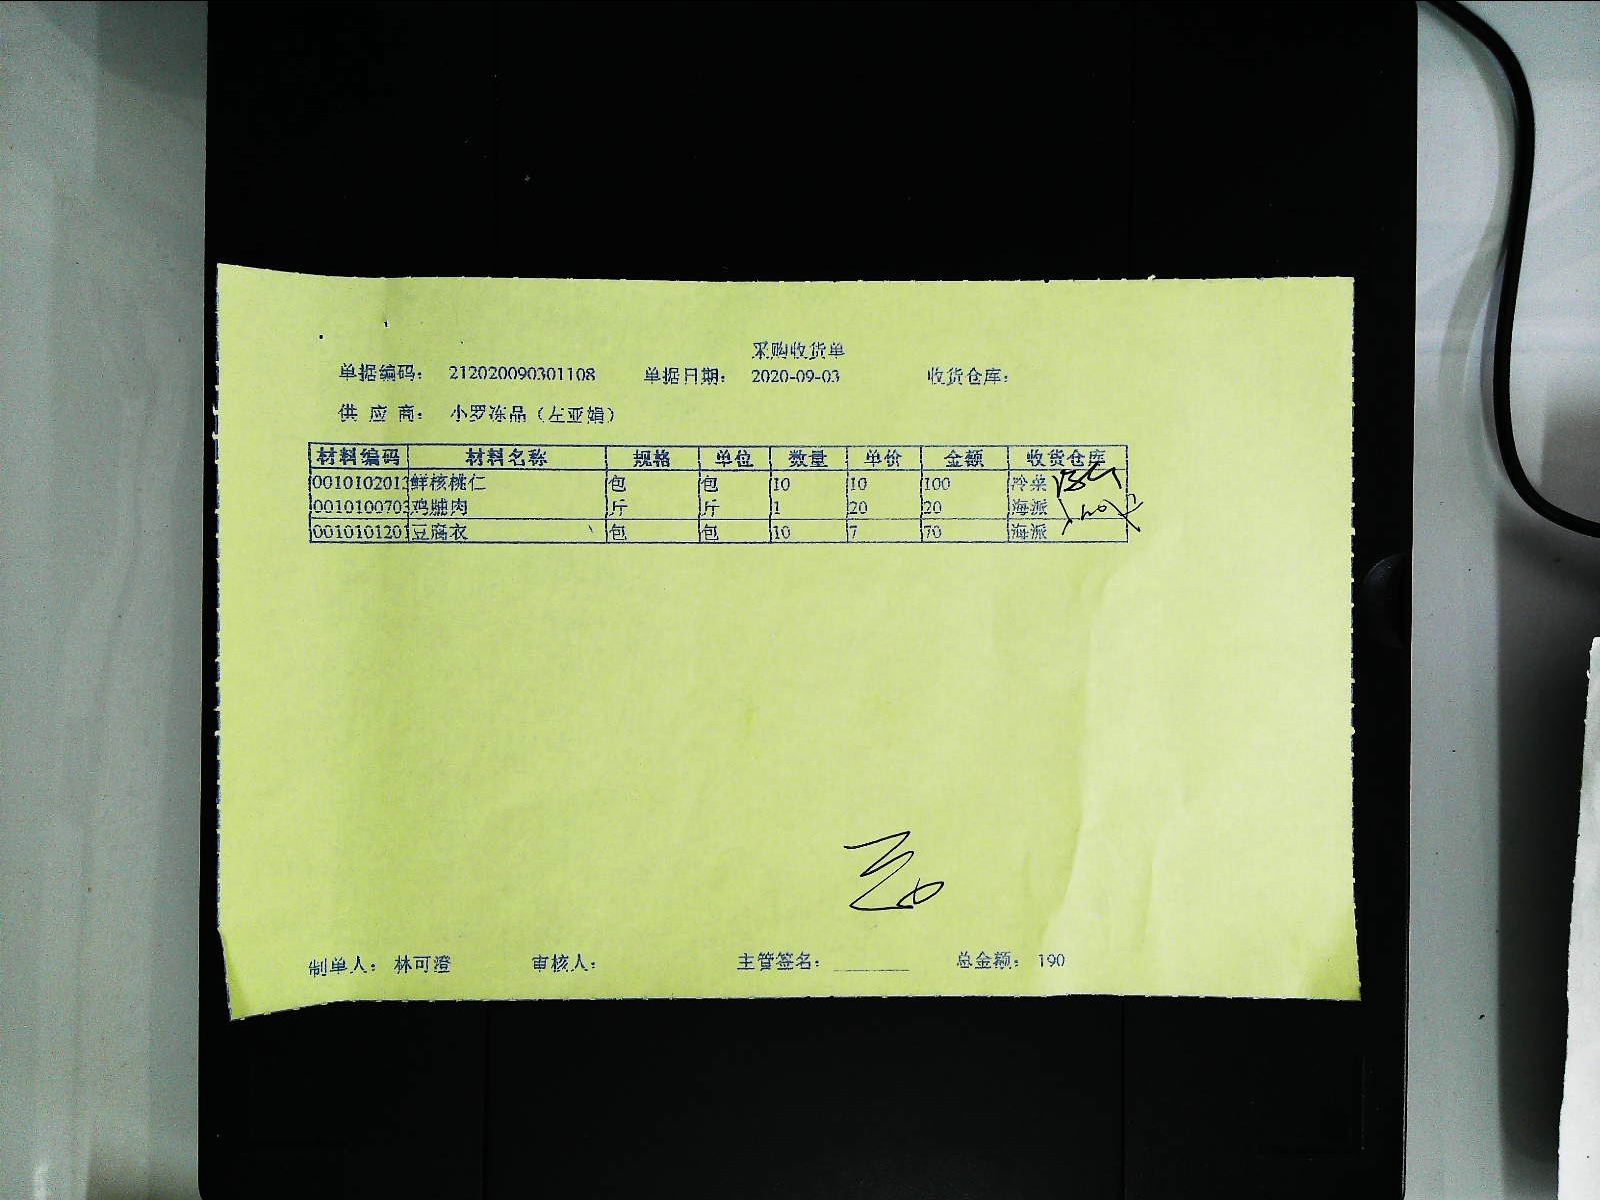 采购收货单
单据编码： 212020090301108 单据日期： 2020-09-03 收货仓库：
供 应 商： 小罗冻品（左亚娟）
材料编码 材料名称 规格 单位 数量 单价 金额 收货仓库
0010102013 鲜核桃仁 包 包 10 10 100 冷菜
0010100703 鸡脯肉 斤 斤 1 20 20 海派
001010120 豆腐衣 包 包 10 7 70 海派
制单人： 林可澄 审核人： 主管签名： 总金额： 190